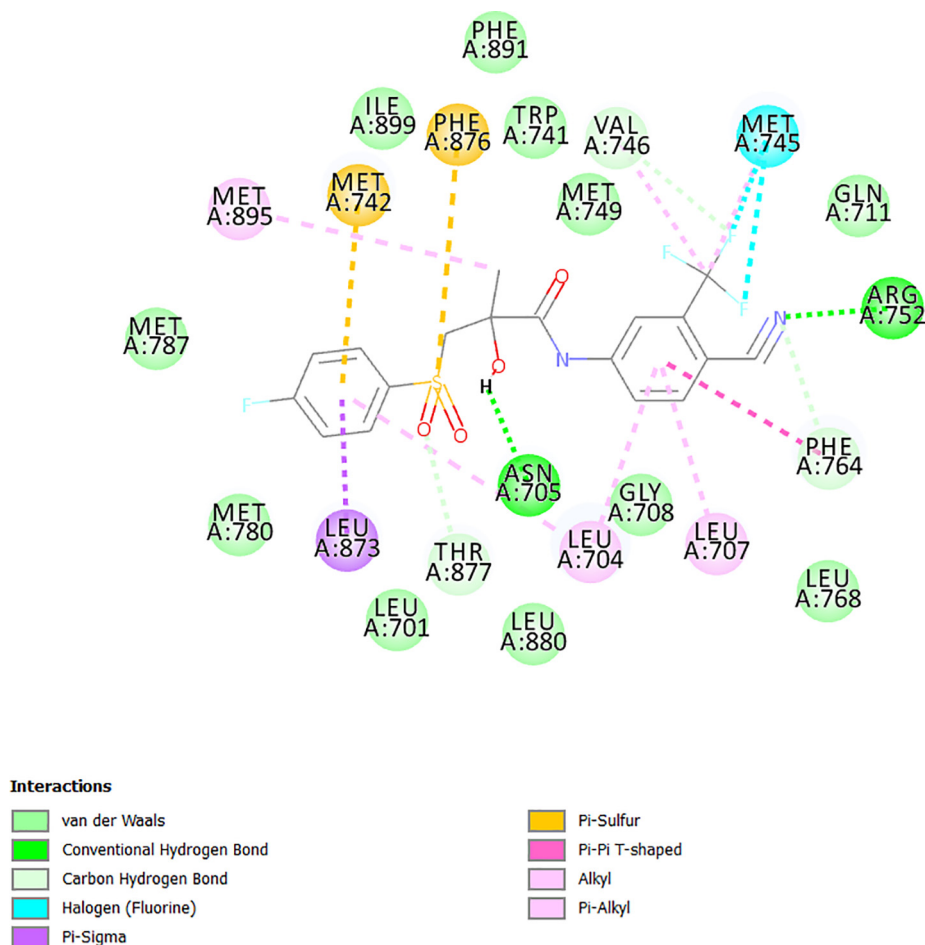 PHE
A:891
ILE
A:899
PHE
A:876
TRP
A:741
VAL
A:746
MET
A:745
MET
A:895
MET
A:742
MET
A:749
GLN
A:711
F
F
F
O
ARG
A:752
N
MET
A:787
O
N
H
S
F
O
O
PHE
A:764
ASN
A:705
GLY
A:708
MET
A:780
LEU
A:873
THR
A:877
LEU
A:704
LEU
A:707
LEU
A:768
LEU
A:701
LEU
A:880
Interactions
van der Waals
Conventional Hydrogen Bond
Carbon Hydrogen Bond
Halogen (Fluorine)
Pi-Sigma
Pi-Sulfur
Pi-Pi T-shaped
Alkyl
Pi-Alkyl